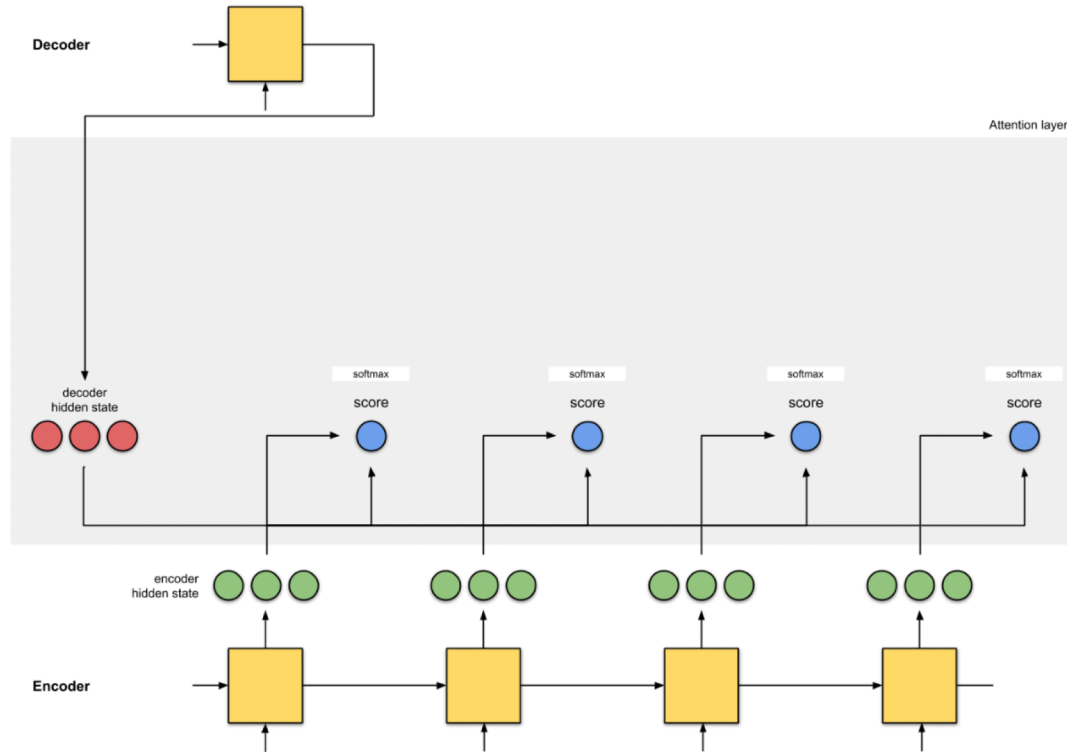 Decoder
Attention layer
softmax
softmax
softmax
softmax
decoder
hidden state
score
score
score
score
encoder
hidden state
Encoder